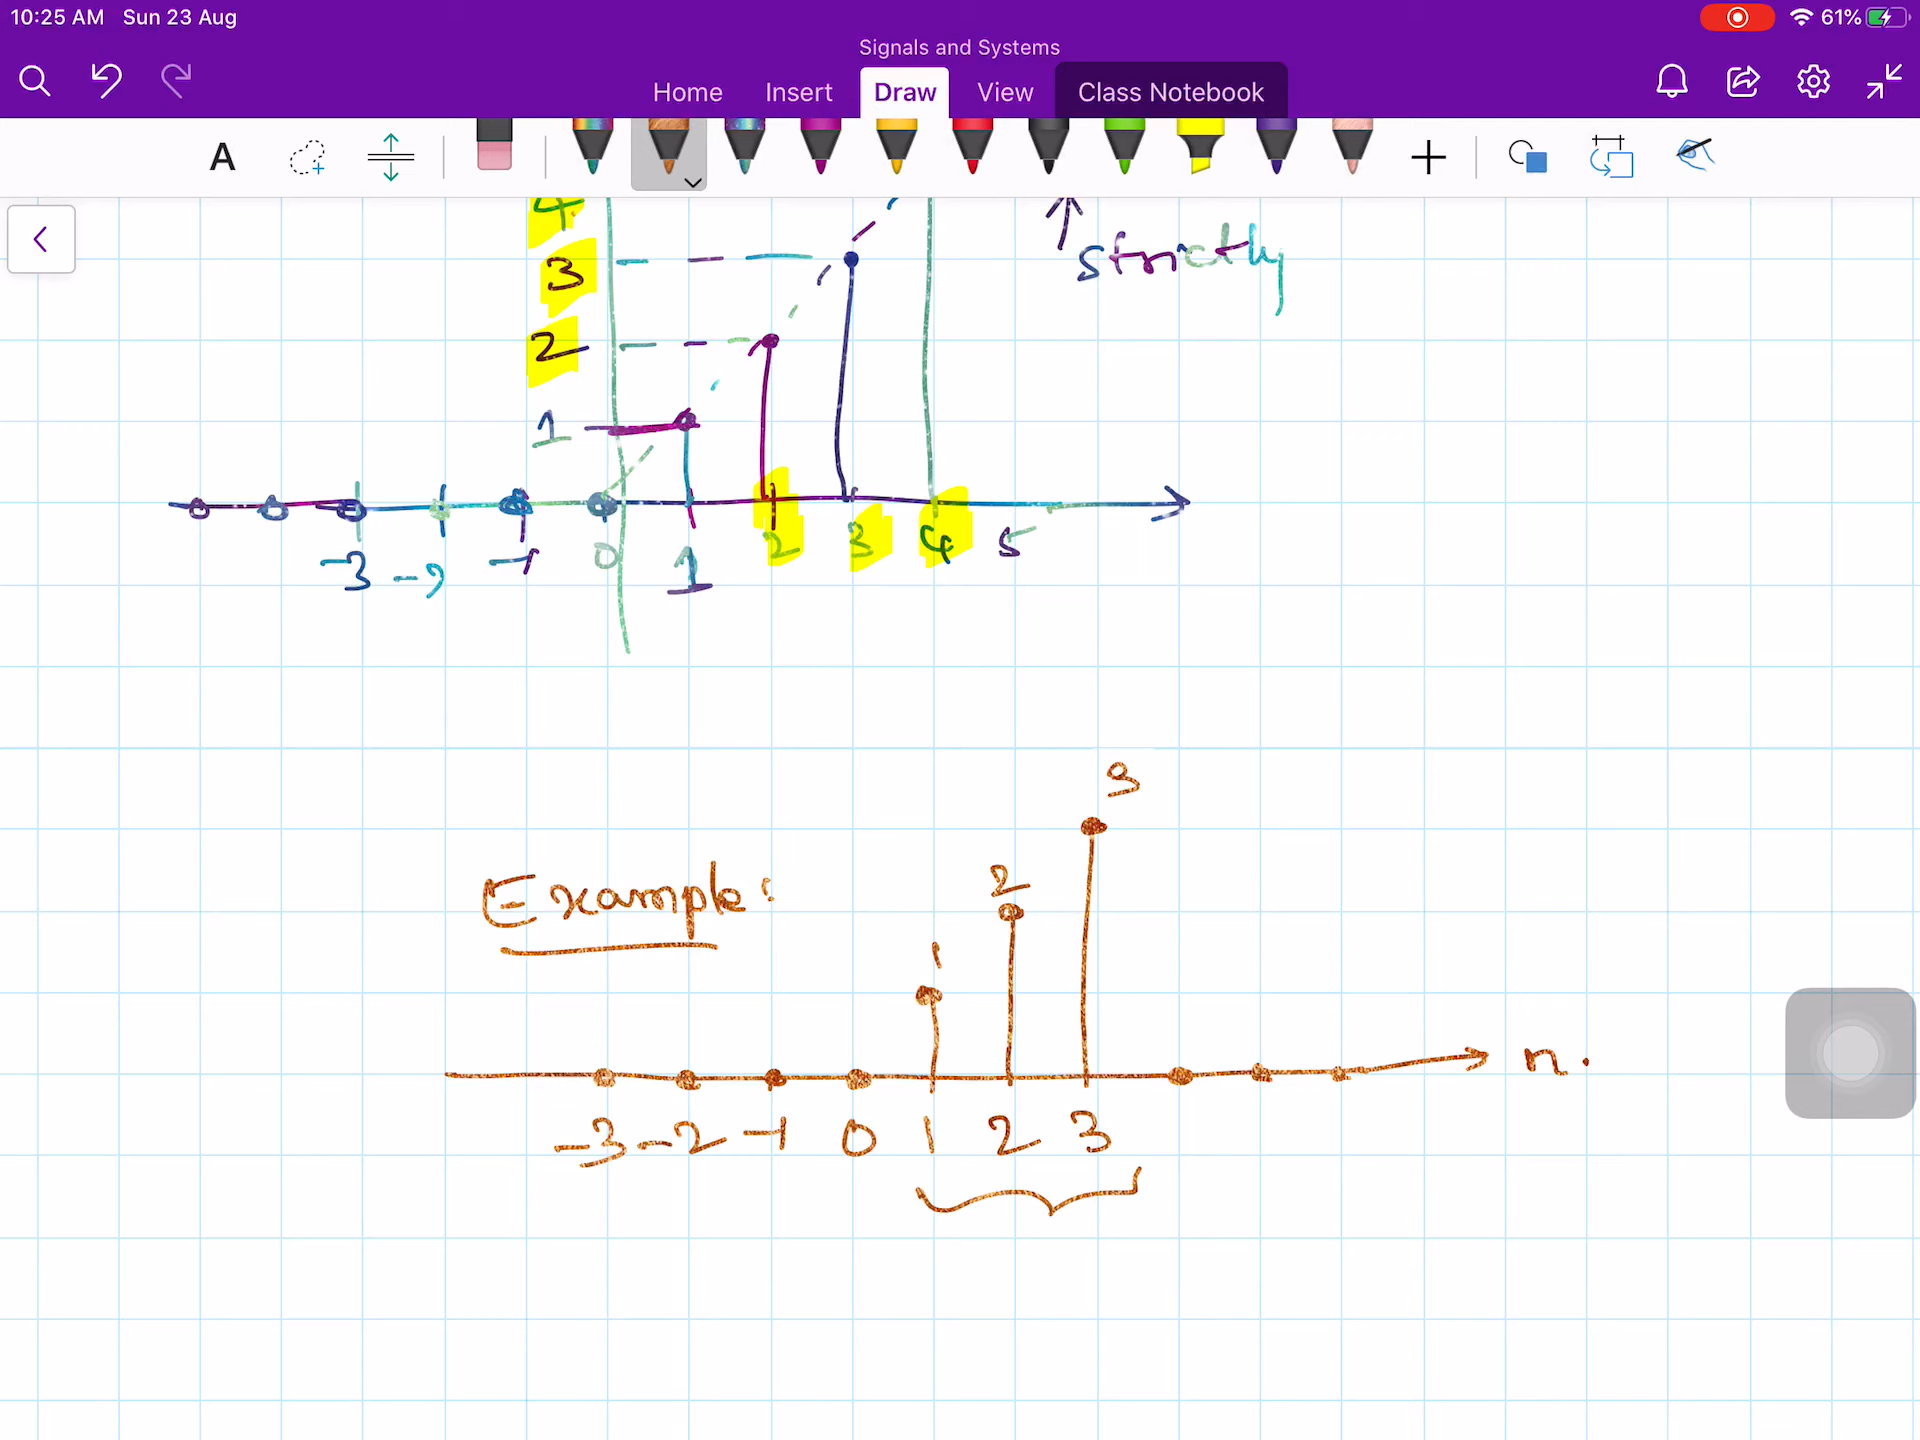 10:25 AM Sun 23 Aug
61%
Signals and Systems
Home Insert Draw View Class Notebook
A
4
3
strictly
2
1
-3 -2 -1 0 1 2 3 4 5
3
Example:
2
1
n.
-3 -2 -1 0 1 2 3